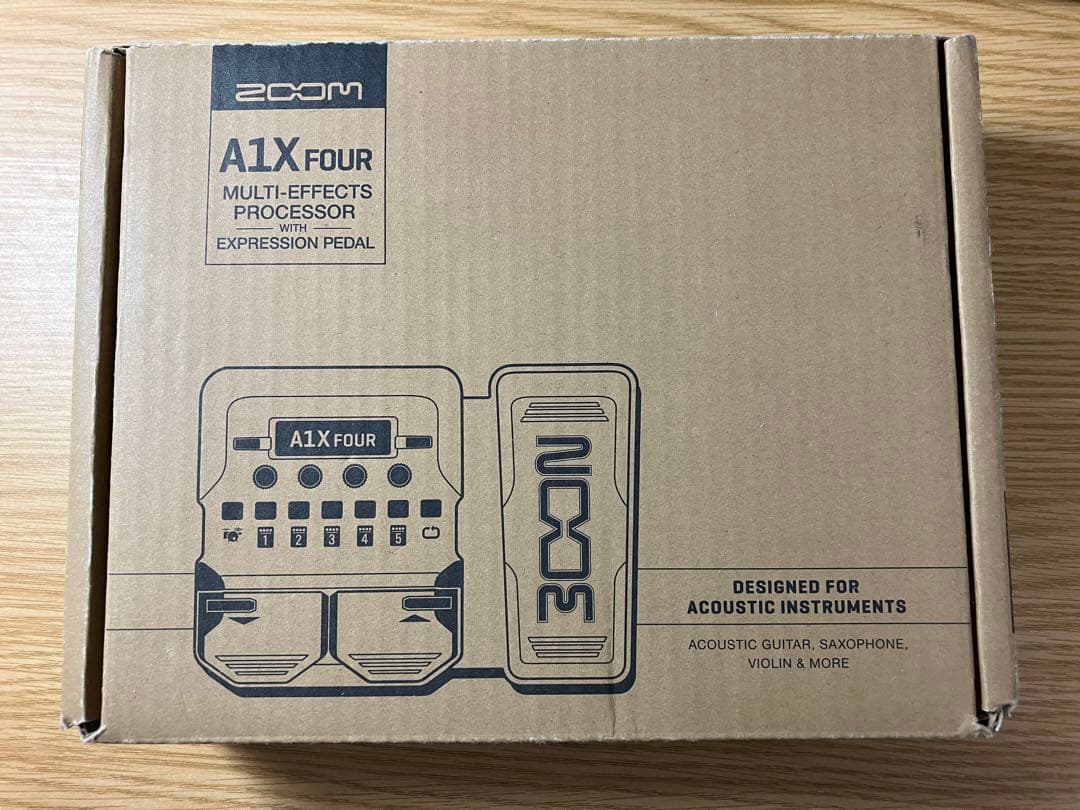 ZOOM
A1X FOUR
MULTI-EFFECTS
PROCESSOR
WITH
EXPRESSION PEDAL
A1X FOUR
1 2 3 4 5
ZOOM
DESIGNED FOR
ACOUSTIC INSTRUMENTS
ACOUSTIC GUITAR, SAXOPHONE,
VIOLIN & MORE